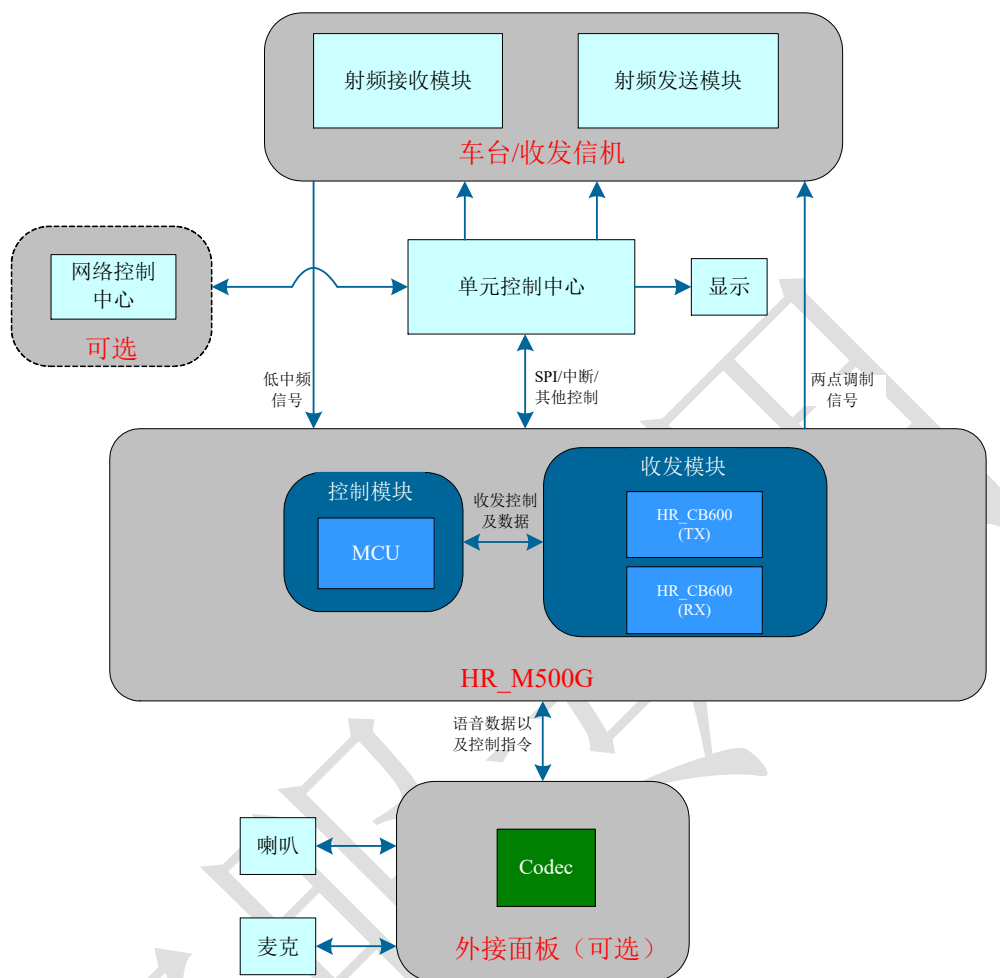 射频接收模块
射频发送模块
车台/收发信机
网络控制
中心
可选
单元控制中心
显示
低中频
信号
SPI/中断/
其他控制
两点调制
信号
控制模块
MCU
收发控制
及数据
收发模块
HR_CB600
(TX)
HR_CB600
(RX)
HR_M500G
语音数据以
及控制指令
喇叭
Codec
麦克
外接面板（可选）